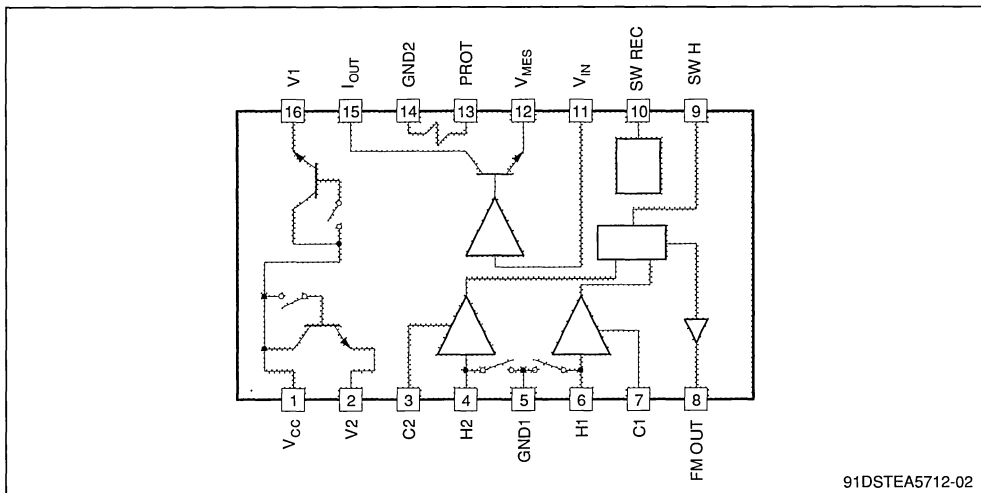 V1
IOUT
GND2
PROT
VMES
VIN
SW REC
SW H
16
15
14
13
12
11
10
9
1
2
3
4
5
6
7
8
VCC
V2
C2
H2
GND1
H1
C1
FM OUT
91DSTEA5712-02